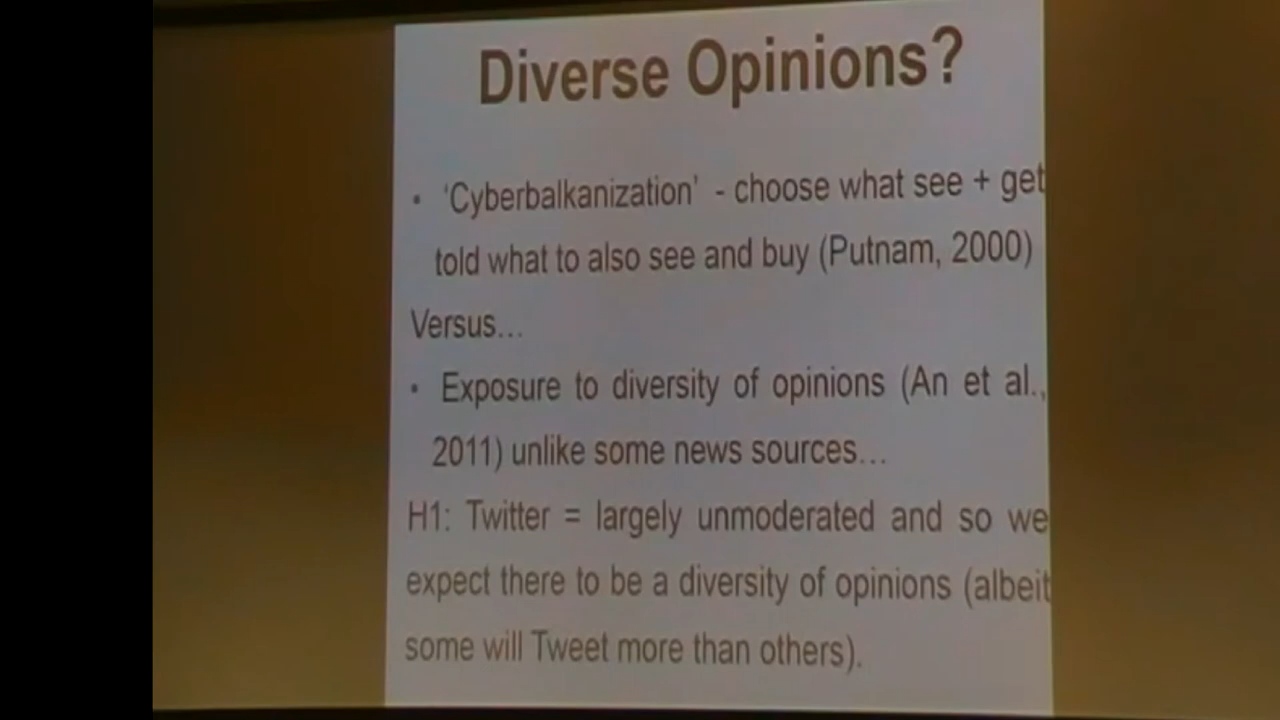 Diverse Opinions?
• ‘Cyberbalkanization’ - choose what see + get
told what to also see and buy (Putnam, 2000)
Versus…
• Exposure to diversity of opinions (An et al.,
2011) unlike some news sources…
H1: Twitter = largely unmoderated and so we
expect there to be a diversity of opinions (albeit
some will Tweet more than others).